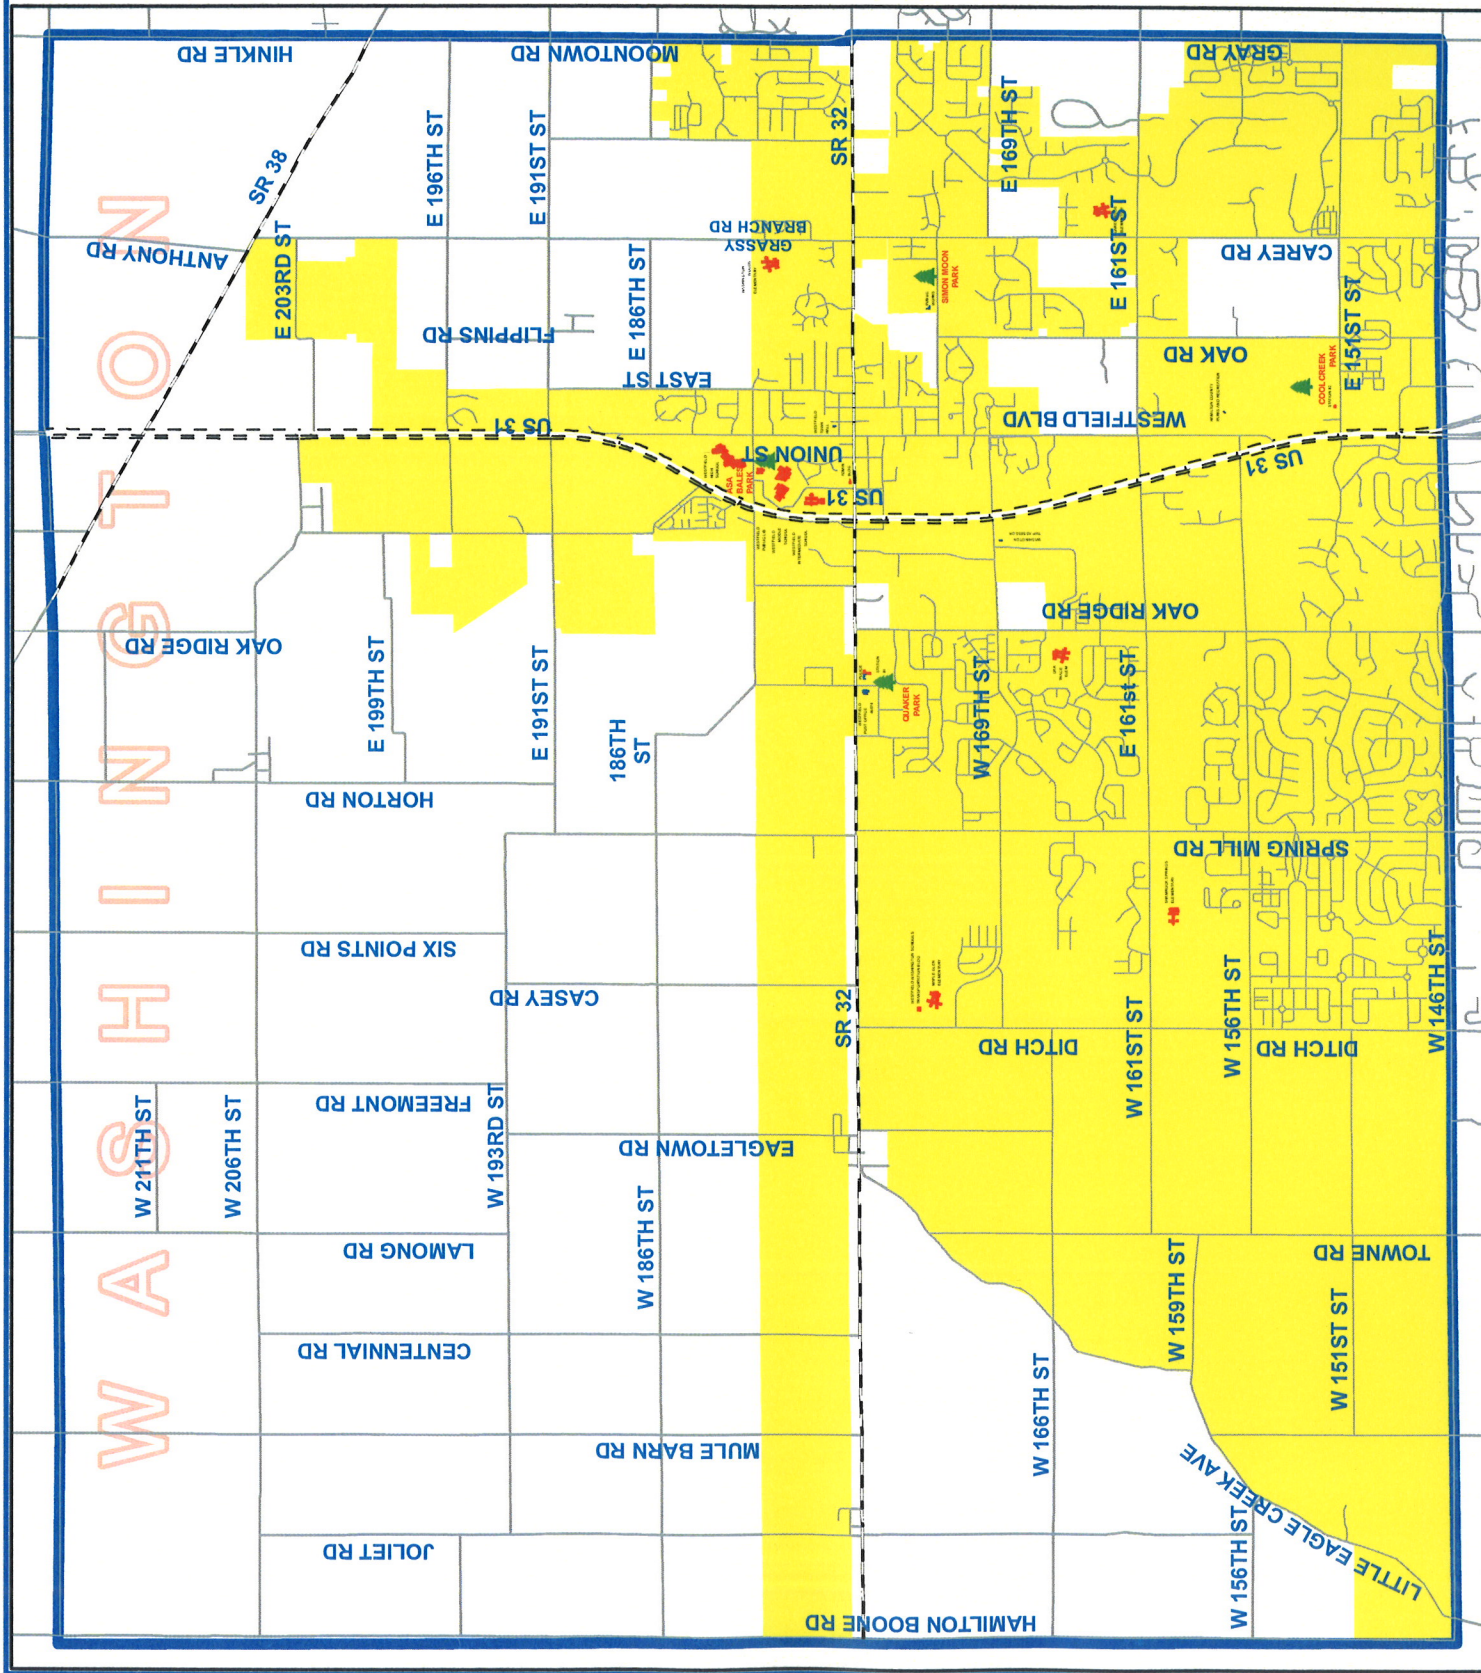 WASHINGTON
HINKLE RD
MOONTOWN RD
GRAY RD
SR 38
E 196TH ST
E 191ST ST
SR 32
E 169TH ST
ANTHONY RD
E 203RD ST
GRASSY
BRANCH RD
E 186TH ST
FLIPPINS RD
EAST ST
SIMON MOON
PARK
E 161ST ST
CAREY RD
E 151ST ST
OAK RD
COOL CREEK
PARK
WESTFIELD BLVD
US 31
UNION ST
ASA
BALES
PARK
US 31
US 31
OAK RIDGE RD
OAK RIDGE RD
E 199TH ST
E 191ST ST
186TH
ST
QUAKER
PARK
W 169TH ST
E 161st ST
HORTON RD
SPRING MILL RD
SIX POINTS RD
CASEY RD
SR 32
DITCH RD
W 161ST ST
W 156TH ST
DITCH RD
W 146TH ST
W 211TH ST
W 206TH ST
FREEMONT RD
W 193RD ST
EAGLETOWN RD
LAMONG RD
W 186TH ST
W 159TH ST
TOWNE RD
CENTENNIAL RD
W 166TH ST
W 151ST ST
MULE BARN RD
LITTLE EAGLE CREEK AVE
JOLIET RD
W 156TH ST
HAMILTON BOONE RD